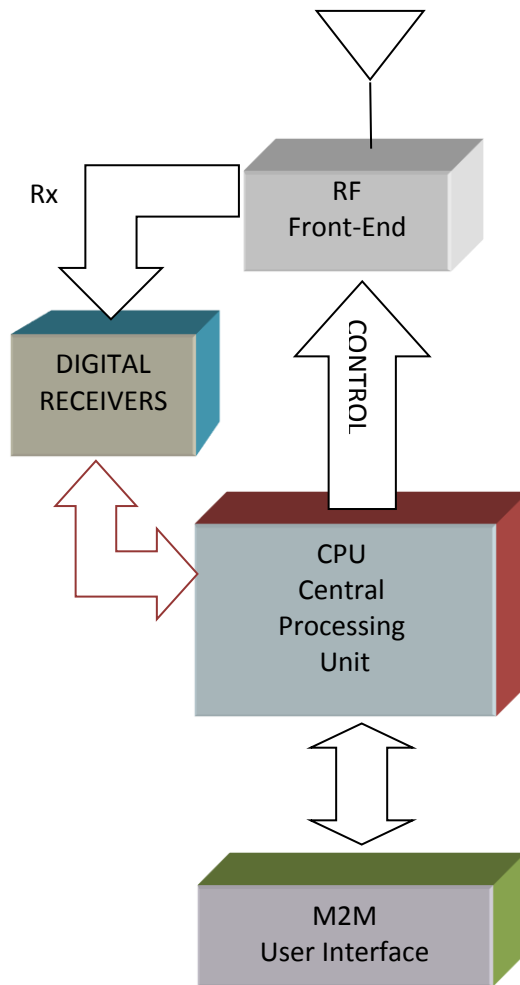 RF
Front-End
Rx
DIGITAL
RECEIVERS
CONTROL
CPU
Central
Processing
Unit
M2M
User Interface